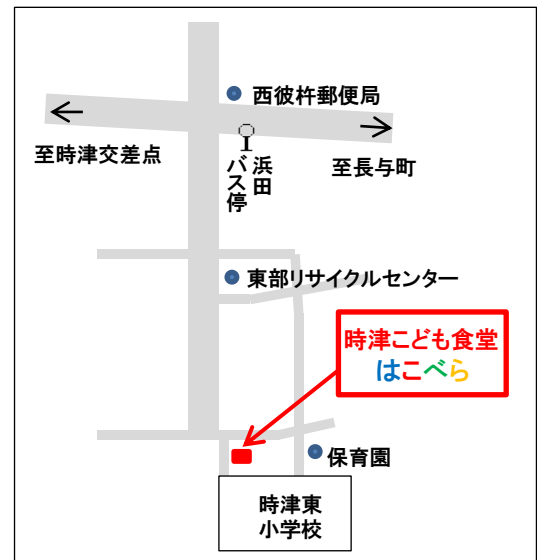 西彼杵郵便局
至時津交差点
浜田
バス停
至長与町
東部リサイクルセンター
時津こども食堂
はこべら
保育園
時津東
小学校